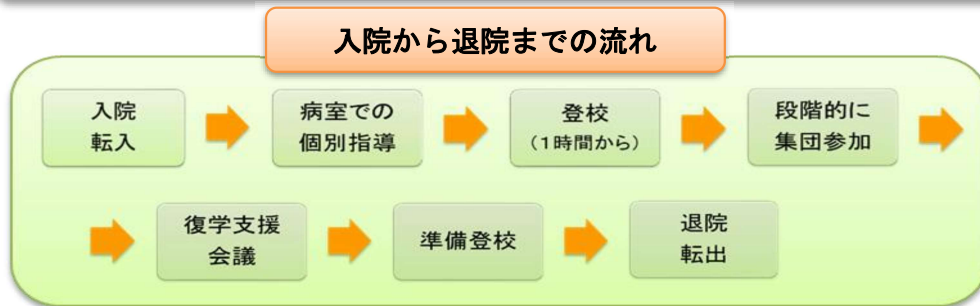 入院から退院までの流れ
入院
転入
病室での
個別指導
登校
（1時間から）
段階的に
集団参加
復学支援
会議
準備登校
退院
転出